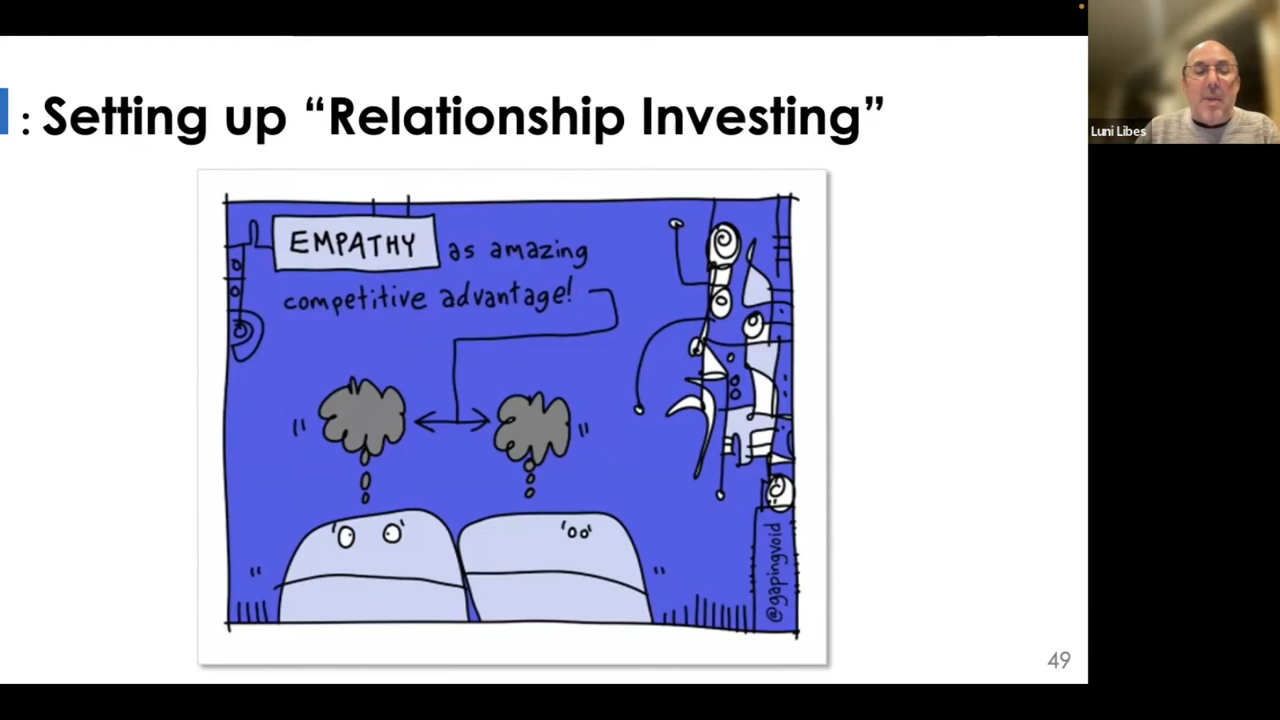 : Setting up “Relationship Investing”
EMPATHY as amazing
competitive advantage!
@gapingvoid
49
Luni Libes